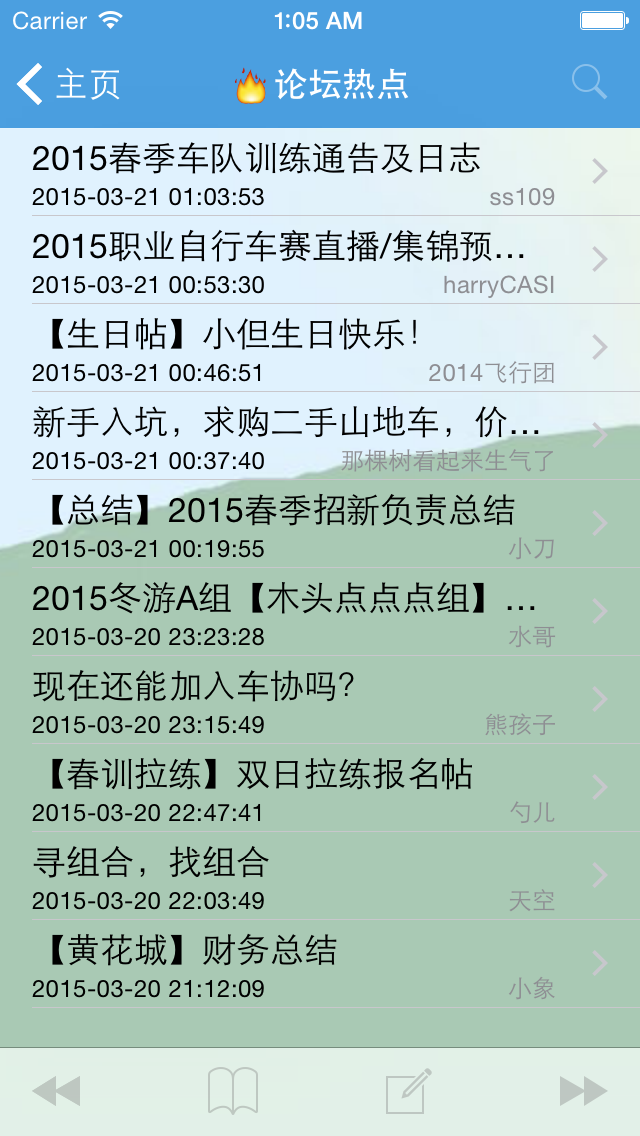 Carrier 1:05 AM
主页 论坛热点
2015春季车队训练通告及日志
2015-03-21 01:03:53 ss109
2015职业自行车赛直播/集锦预...
2015-03-21 00:53:30 harryCASI
【生日帖】小但生日快乐!
2015-03-21 00:46:51 2014飞行团
新手入坑，求购二手山地车，价...
2015-03-21 00:37:40 那棵树看起来生气了
【总结】2015春季招新负责总结
2015-03-21 00:19:55 小刀
2015冬游A组【木头点点点组】...
2015-03-20 23:23:28 水哥
现在还能加入车协吗?
2015-03-20 23:15:49 熊孩子
【春训拉练】双日拉练报名帖
2015-03-20 22:47:41 勺儿
寻组合，找组合
2015-03-20 22:03:49 天空
【黄花城】财务总结
2015-03-20 21:12:09 小象